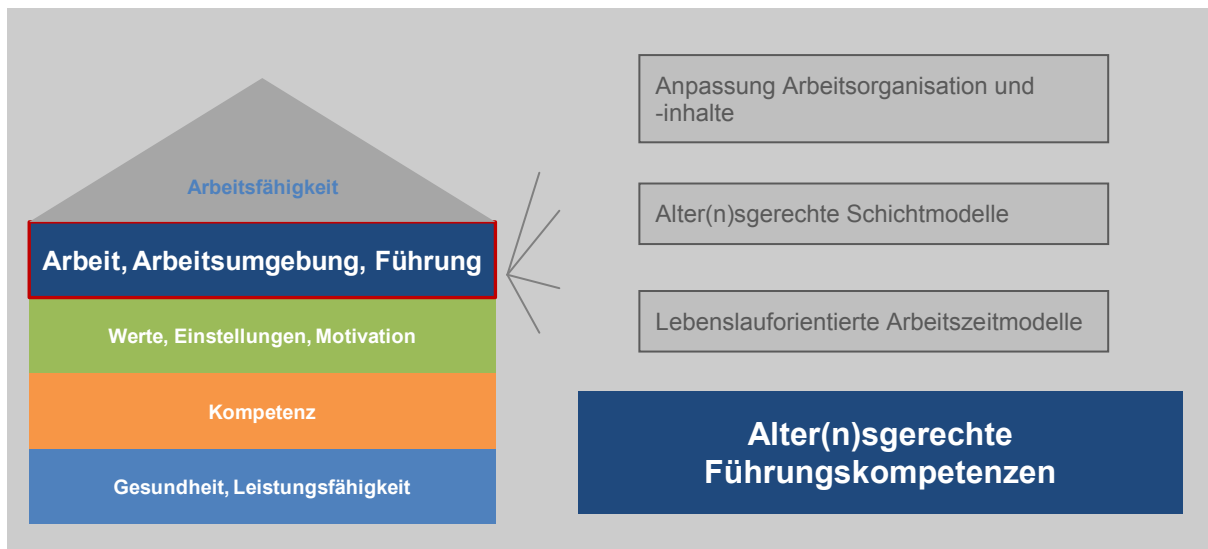 Arbeitsfähigkeit
Arbeit, Arbeitsumgebung, Führung
Werte, Einstellungen, Motivation
Kompetenz
Gesundheit, Leistungsfähigkeit
Anpassung Arbeitsorganisation und
-inhalte
Alter(n)sgerechte Schichtmodelle
Lebenslauforientierte Arbeitszeitmodelle
Alter(n)sgerechte
Führungskompetenzen